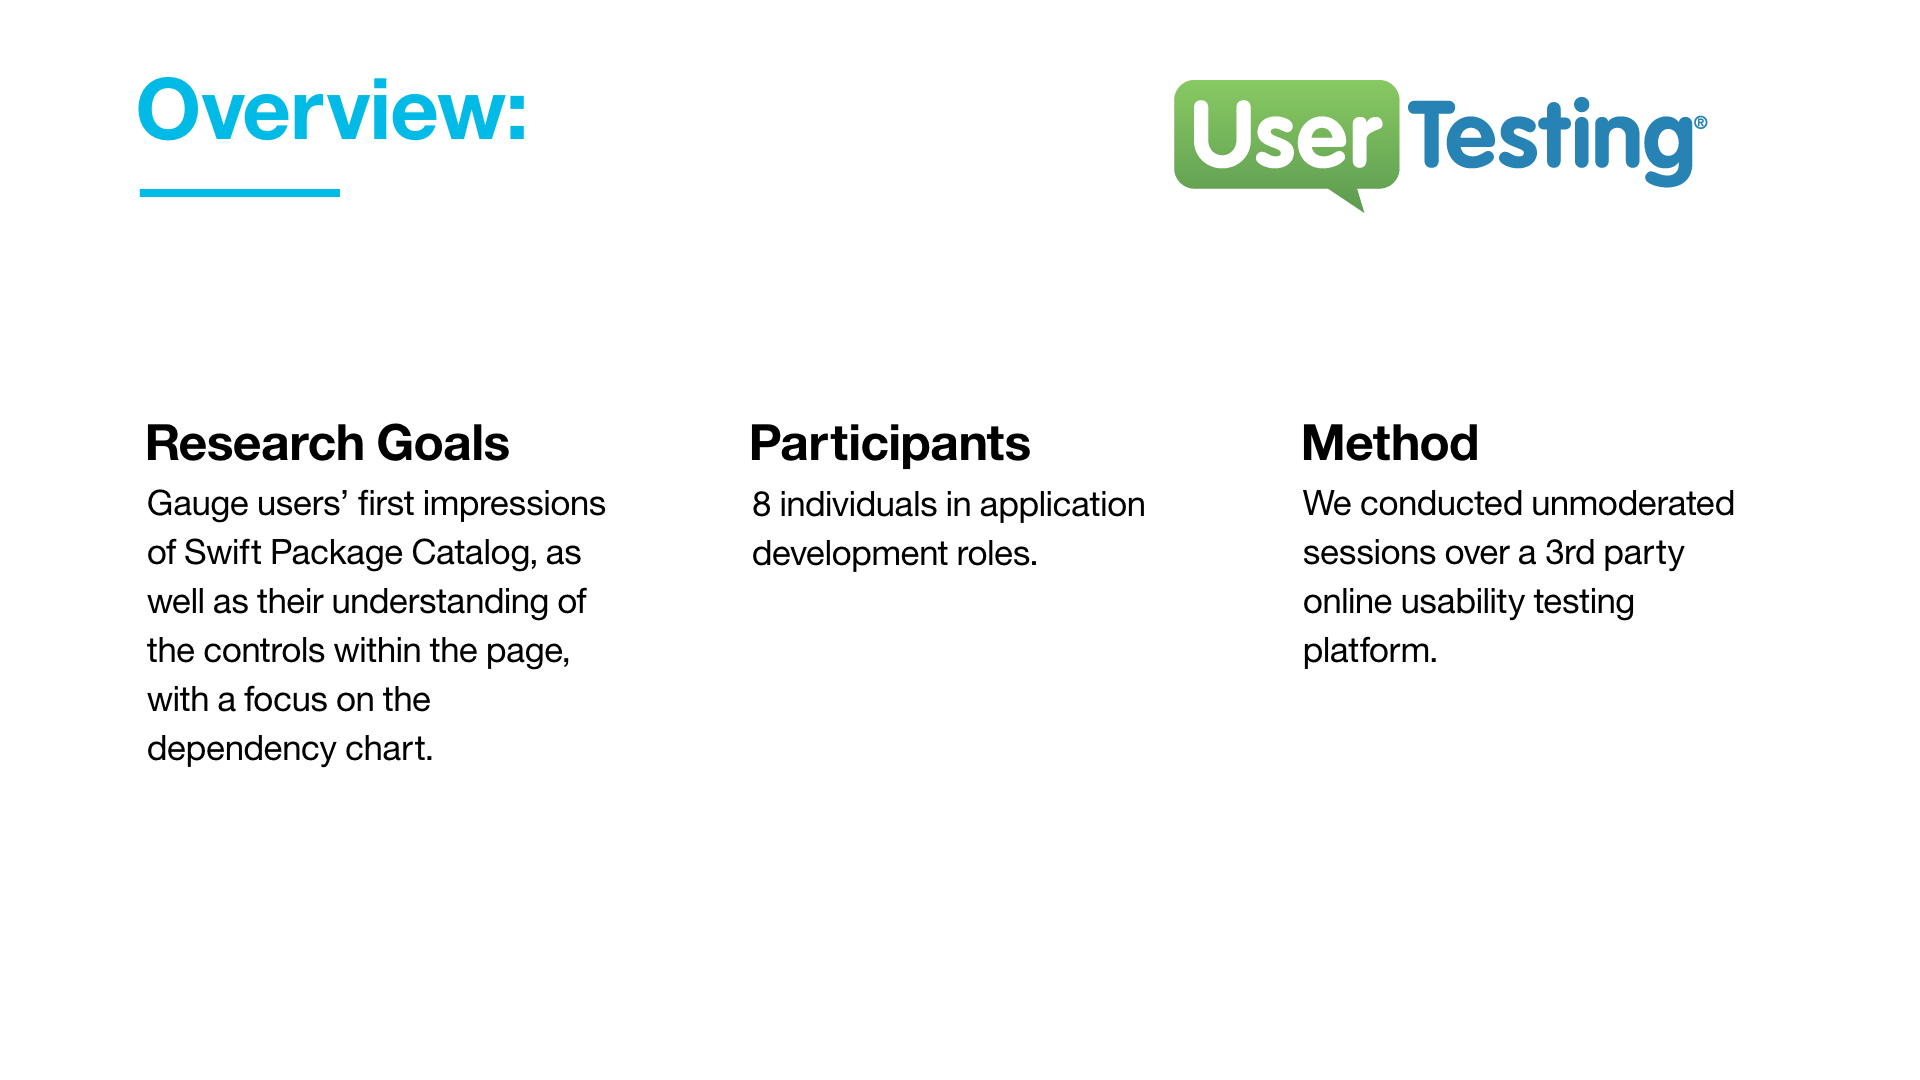 Overview:
User Testing®
Research Goals
Gauge users’ first impressions
of Swift Package Catalog, as
well as their understanding of
the controls within the page,
with a focus on the
dependency chart.
Participants
8 individuals in application
development roles.
Method
We conducted unmoderated
sessions over a 3rd party
online usability testing
platform.